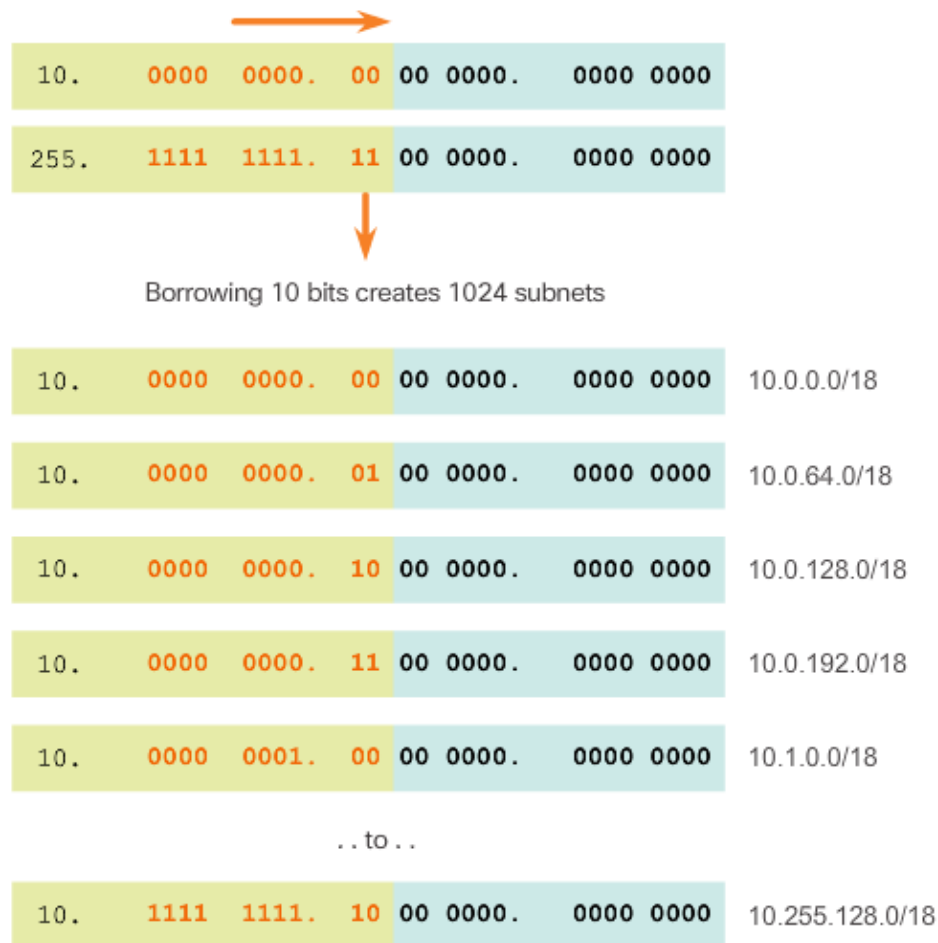 10. 0000 0000. 00 00 0000. 0000 0000
255. 1111 1111. 11 00 0000. 0000 0000
Borrowing 10 bits creates 1024 subnets
10. 0000 0000. 00 00 0000. 0000 0000 10.0.0.0/18
10. 0000 0000. 01 00 0000. 0000 0000 10.0.64.0/18
10. 0000 0000. 10 00 0000. 0000 0000 10.0.128.0/18
10. 0000 0000. 11 00 0000. 0000 0000 10.0.192.0/18
10. 0000 0001. 00 00 0000. 0000 0000 10.1.0.0/18
. . to . .
10. 1111 1111. 10 00 0000. 0000 0000 10.255.128.0/18